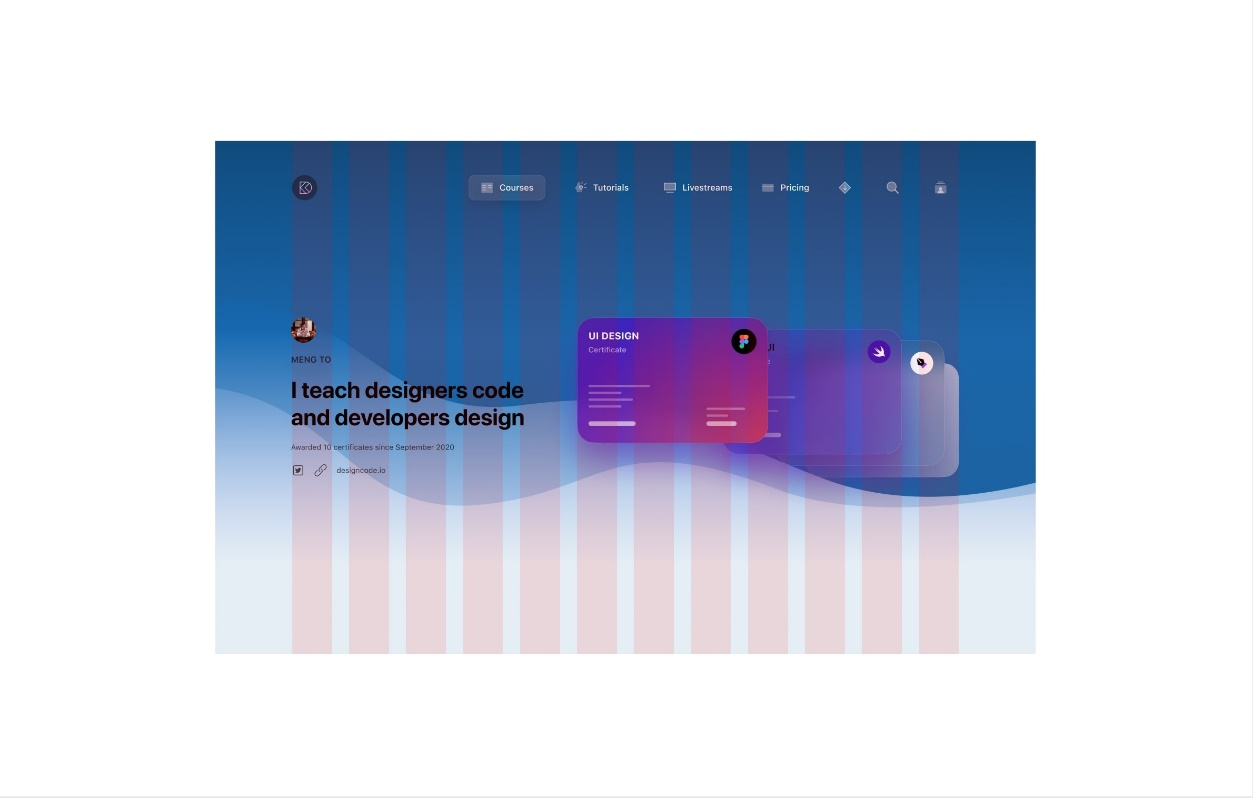 Courses
Tutorials
Livestreams
Pricing
MENG TO
I teach designers code
and developers design
Awarded 10 certificates since September 2020
designcode.io
UI DESIGN
Certificate
UI